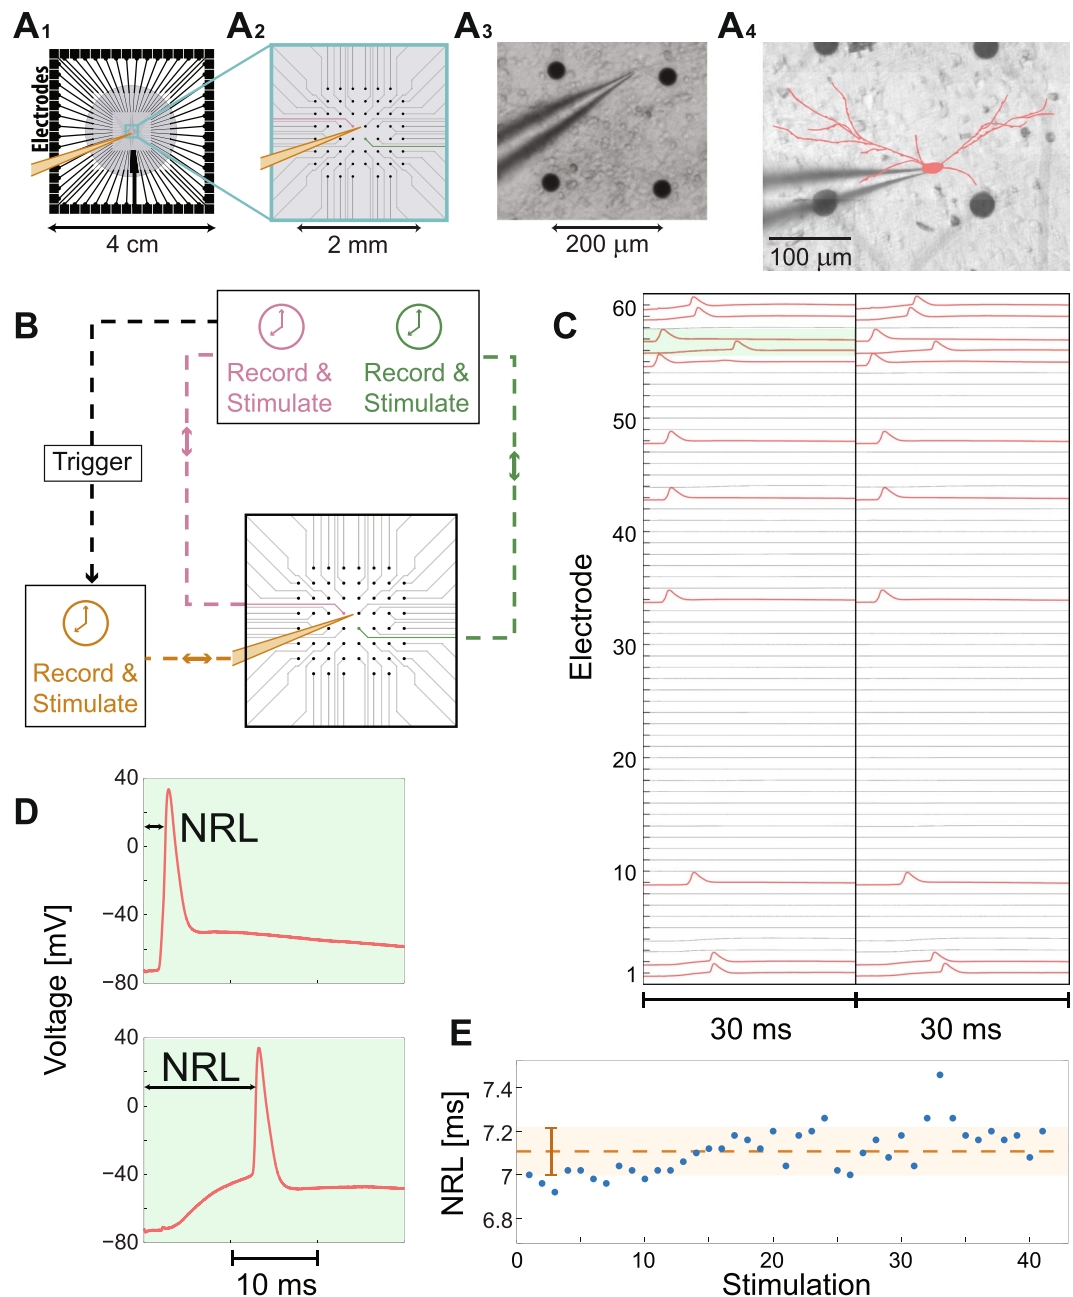 A1
A2
A3
A4
Electrodes
4 cm
2 mm
200 μm
100 μm
B
Record &
Stimulate
Record &
Stimulate
Trigger
Record &
Stimulate
C
Electrode
60
50
40
30
20
10
1
30 ms
30 ms
D
Voltage [mV]
40
0
−40
−80
NRL
40
0
−40
−80
NRL
10 ms
E
NRL [ms]
7.4
7.2
7
6.8
0
10
20
30
40
Stimulation